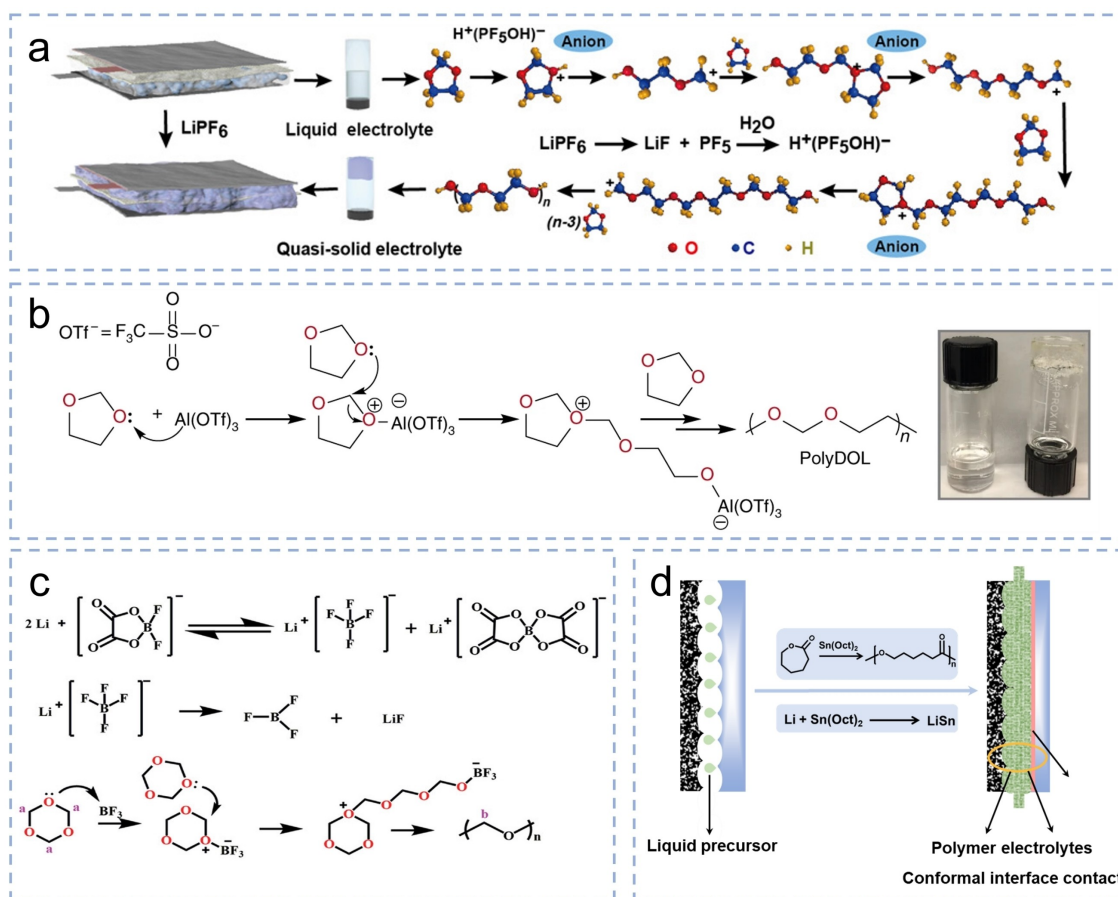 a
H⁺(PF₅OH)⁻
Anion
Anion
LiPF₆
Liquid electrolyte
LiPF₆ LiF + PF₅ H₂O H⁺(PF₅OH)⁻
n
(n-3)
Quasi-solid electrolyte
O C H
Anion
b
OTf⁻ = F₃C—S—O⁻
O
O
O O
O: + Al(OTf)₃
O O:
O O⊕ ⊖ Al(OTf)₃
O O⊕
O
O
Al(OTf)₃
⊖
O O
O O n
PolyDOL
c
2 Li + [O O O O B F F]⁻ Li⁺ [F F B F F]⁻ + Li⁺ [O O O O B O O O O]⁻
Li⁺ [F F B F F]⁻ F F B F + LiF
a O a O O a
BF₃
O O O:
O O O + BF₃⁻
O + O O O O O BF₃⁻
b O n
d
O O Sn(Oct)₂ O O n
Li + Sn(Oct)₂ LiSn
Liquid precursor
Polymer electrolytes
Conformal interface contact